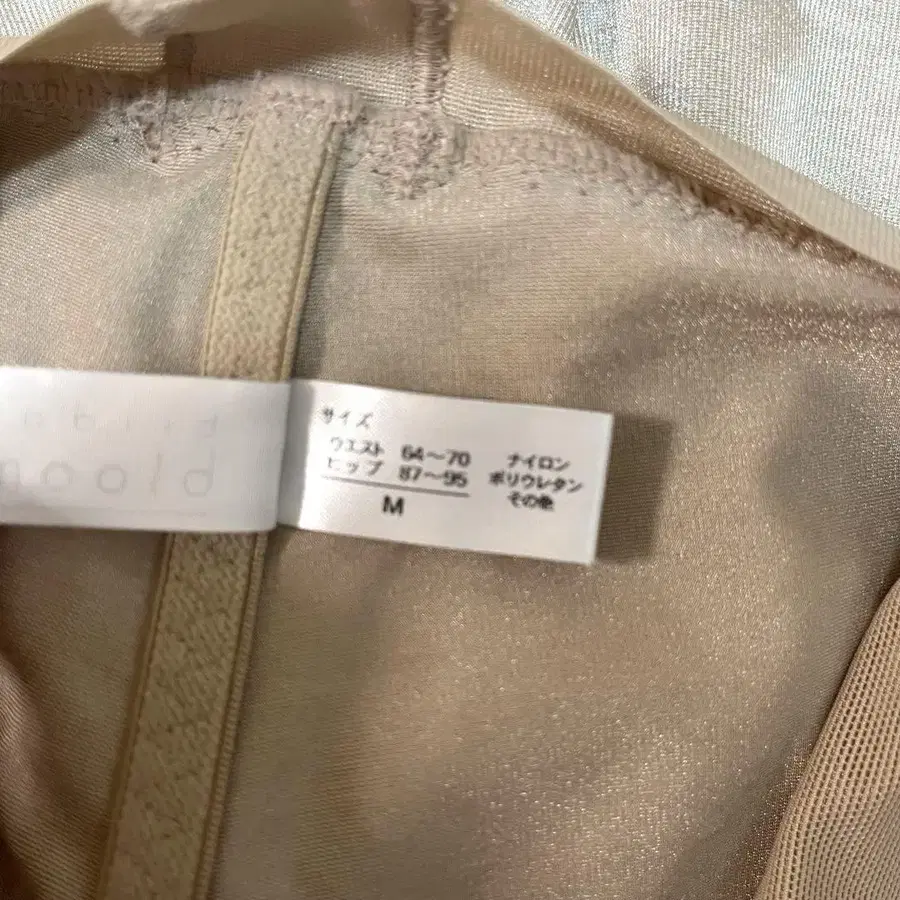 サイズ
ウエスト 64～70
ヒップ 87～95
M
ナイロン
ポリウレタン
その他